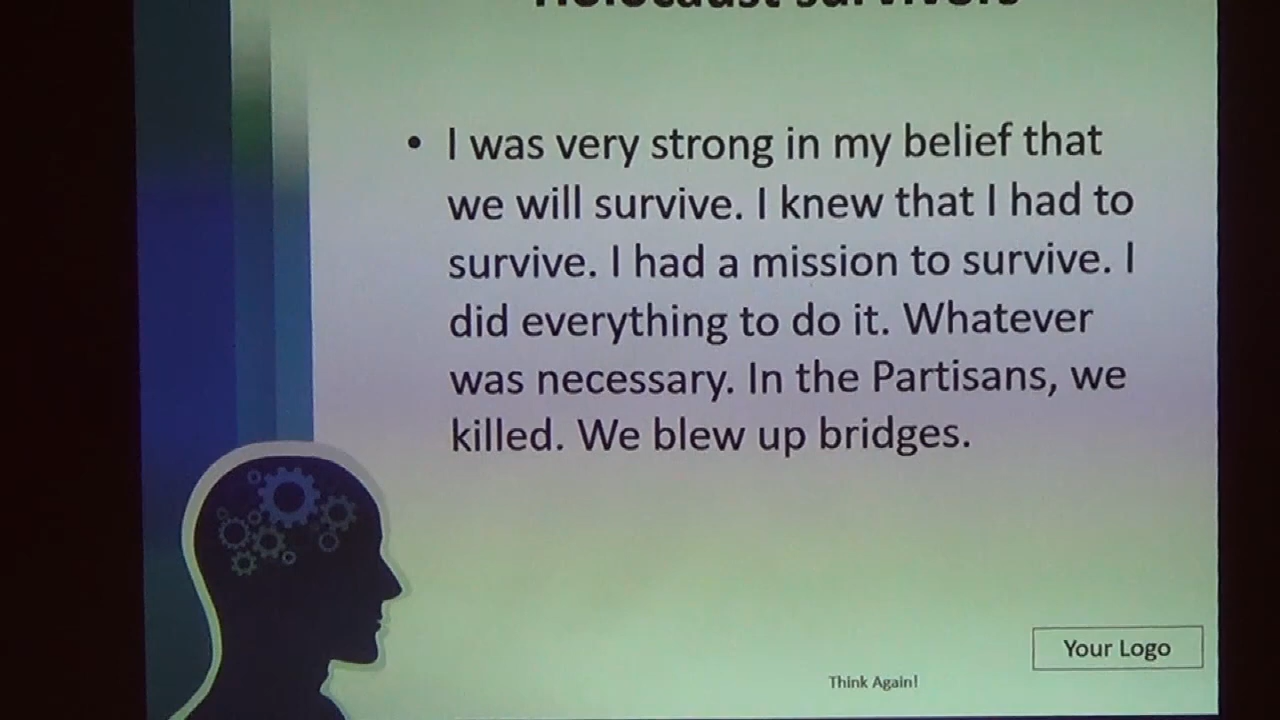 Holocaust survivors
• I was very strong in my belief that
we will survive. I knew that I had to
survive. I had a mission to survive. I
did everything to do it. Whatever
was necessary. In the Partisans, we
killed. We blew up bridges.
Your Logo
Think Again!